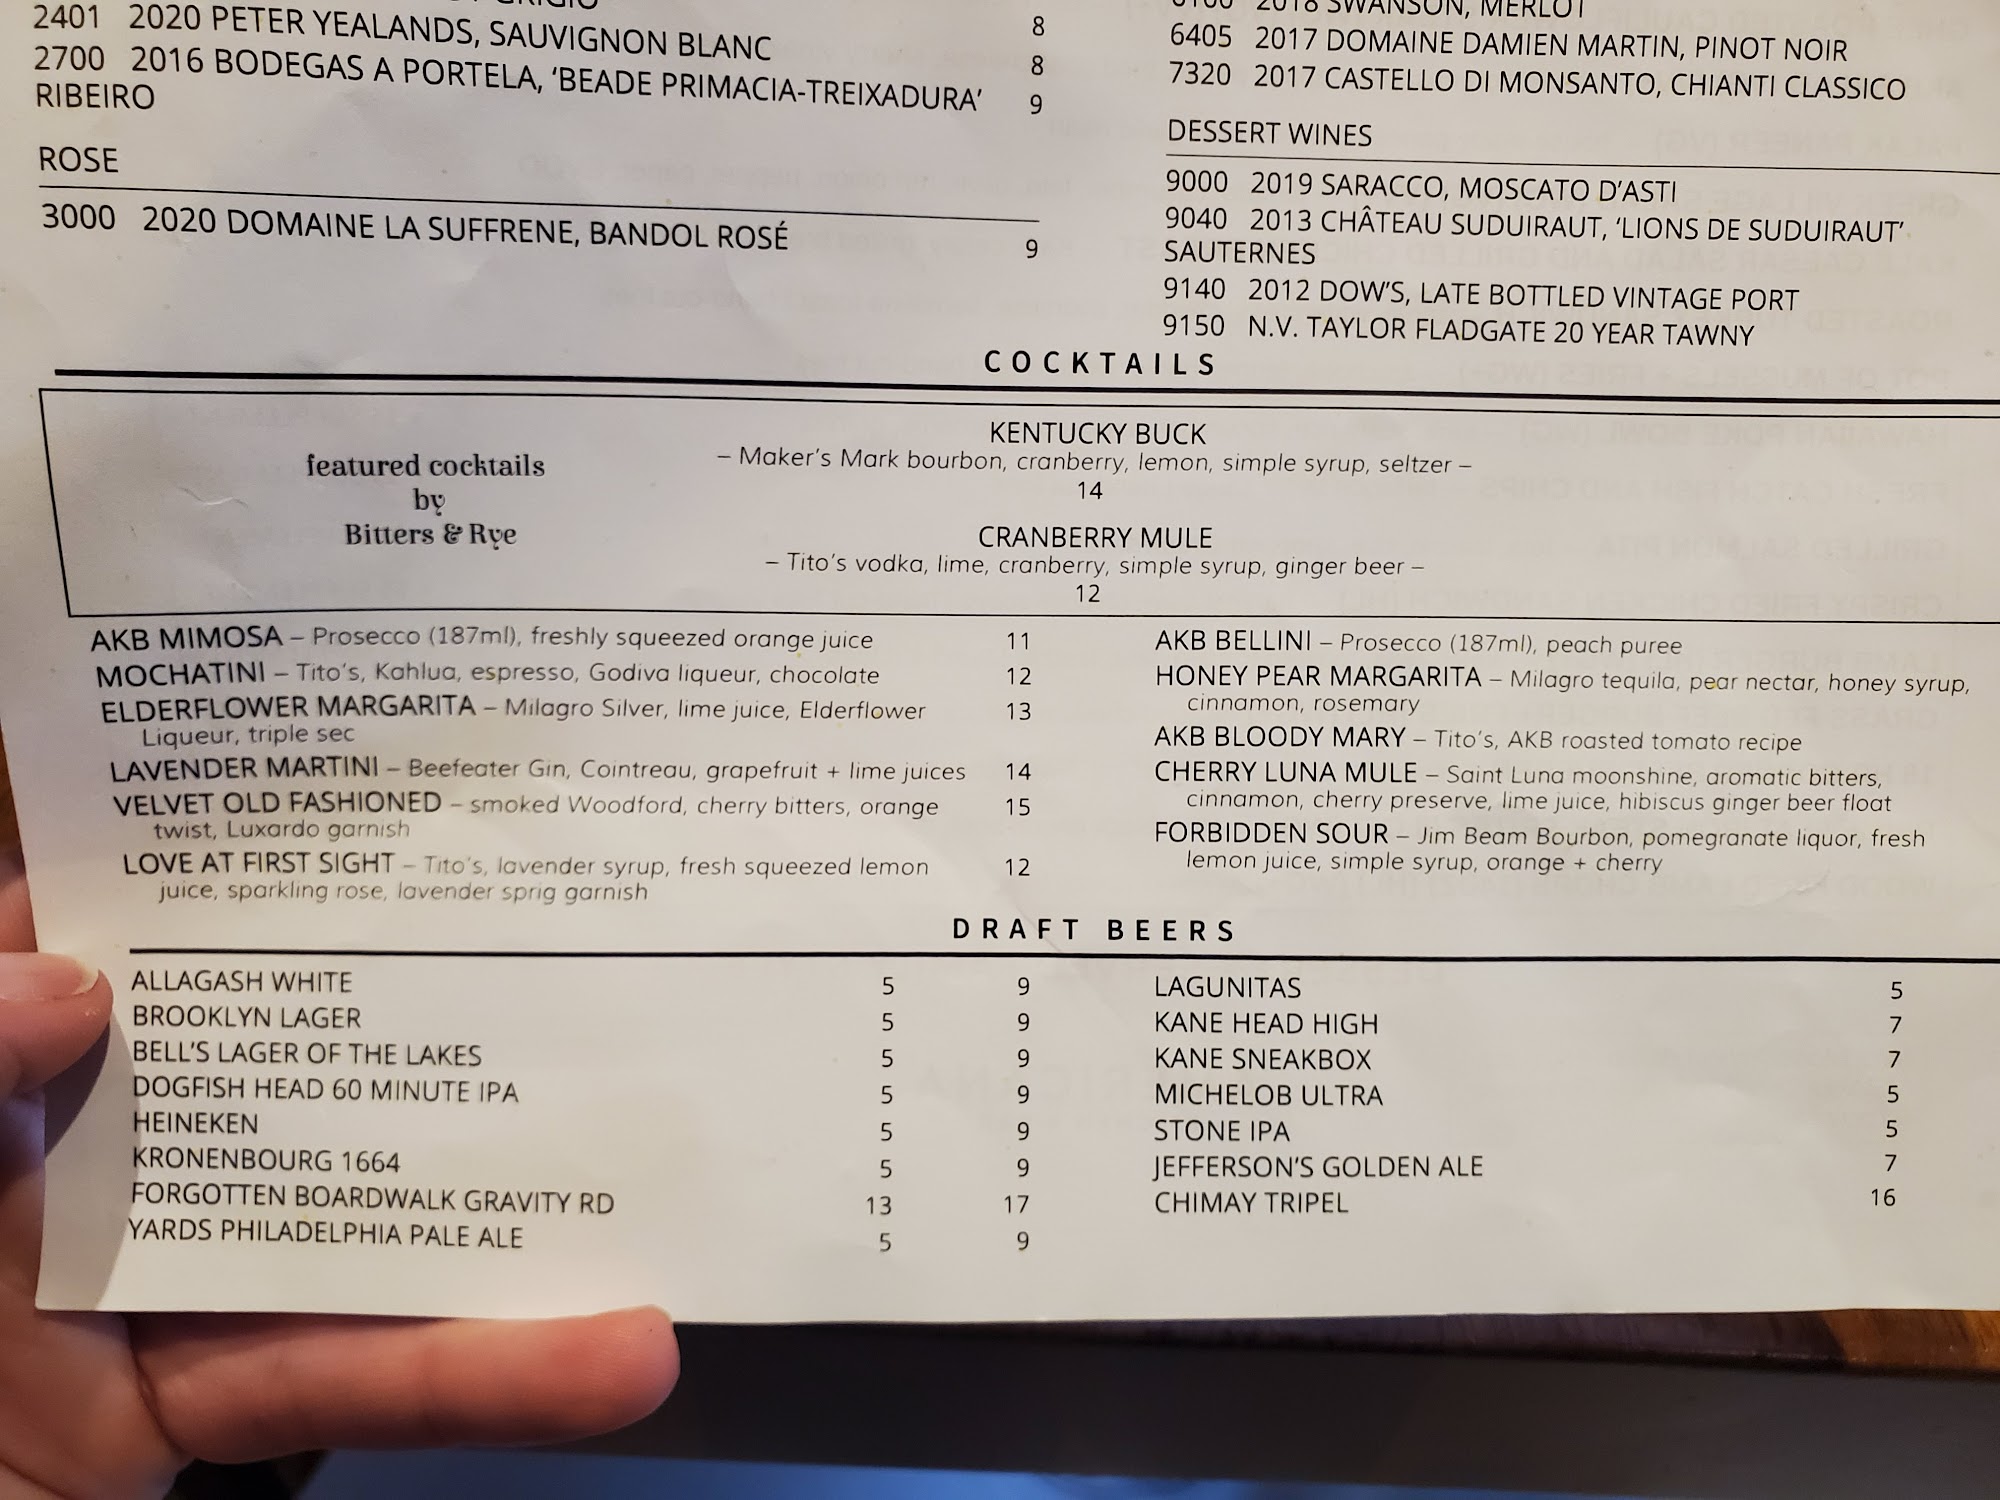 GRIGIO
2401 2020 PETER YEALANDS, SAUVIGNON BLANC 8
2700 2016 BODEGAS A PORTELA, ‘BEADE PRIMACIA-TREIXADURA’ 8
RIBEIRO 9
ROSE
3000 2020 DOMAINE LA SUFFRENE, BANDOL ROSÉ 9
2018 SWANSON, MERLOT
6405 2017 DOMAINE DAMIEN MARTIN, PINOT NOIR
7320 2017 CASTELLO DI MONSANTO, CHIANTI CLASSICO
DESSERT WINES
9000 2019 SARACCO, MOSCATO D’ASTI
9040 2013 CHÂTEAU SUDUIRAUT, ‘LIONS DE SUDUIRAUT’
SAUTERNES
9140 2012 DOW’S, LATE BOTTLED VINTAGE PORT
9150 N.V. TAYLOR FLADGATE 20 YEAR TAWNY
COCKTAILS
featured cocktails
by
Bitters & Rye
KENTUCKY BUCK
– Maker’s Mark bourbon, cranberry, lemon, simple syrup, seltzer –
14
CRANBERRY MULE
– Tito’s vodka, lime, cranberry, simple syrup, ginger beer –
12
AKB MIMOSA – Prosecco (187ml), freshly squeezed orange juice 11
MOCHATINI – Tito’s, Kahlua, espresso, Godiva liqueur, chocolate 12
ELDERFLOWER MARGARITA – Milagro Silver, lime juice, Elderflower 13
Liqueur, triple sec
LAVENDER MARTINI – Beefeater Gin, Cointreau, grapefruit + lime juices 14
VELVET OLD FASHIONED – smoked Woodford, cherry bitters, orange 15
twist, Luxardo garnish
LOVE AT FIRST SIGHT – Tito’s, lavender syrup, fresh squeezed lemon 12
juice, sparkling rose, lavender sprig garnish
AKB BELLINI – Prosecco (187ml), peach puree
HONEY PEAR MARGARITA – Milagro tequila, pear nectar, honey syrup,
cinnamon, rosemary
AKB BLOODY MARY – Tito’s, AKB roasted tomato recipe
CHERRY LUNA MULE – Saint Luna moonshine, aromatic bitters,
cinnamon, cherry preserve, lime juice, hibiscus ginger beer float
FORBIDDEN SOUR – Jim Beam Bourbon, pomegranate liquor, fresh
lemon juice, simple syrup, orange + cherry
DRAFT BEERS
ALLAGASH WHITE 5 9
BROOKLYN LAGER 5 9
BELL’S LAGER OF THE LAKES 5 9
DOGFISH HEAD 60 MINUTE IPA 5 9
HEINEKEN 5 9
KRONENBOURG 1664 5 9
FORGOTTEN BOARDWALK GRAVITY RD 13 17
YARDS PHILADELPHIA PALE ALE 5 9
LAGUNITAS 5
KANE HEAD HIGH 7
KANE SNEAKBOX 7
MICHELOB ULTRA 5
STONE IPA 5
JEFFERSON’S GOLDEN ALE 7
CHIMAY TRIPEL 16